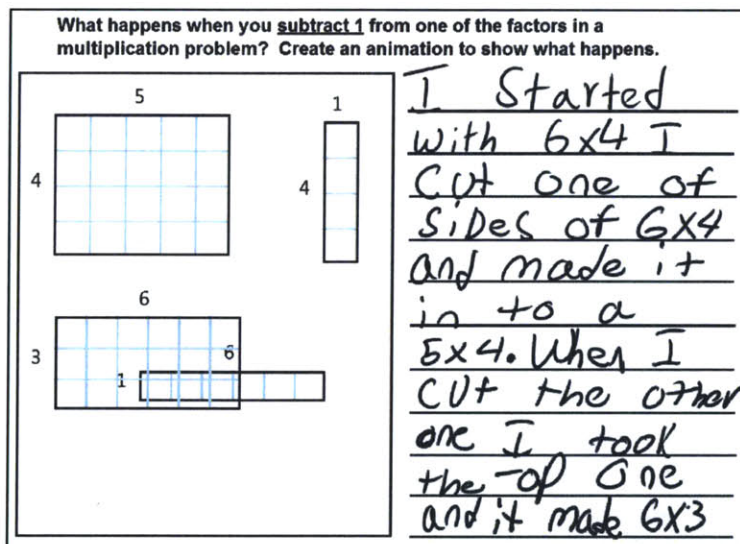 What happens when you subtract 1 from one of the factors in a
multiplication problem? Create an animation to show what happens.
5
1
4
4
6
3
6
1
I Started
with 6x4 I
Cut one of
SiDes of 6x4
and made it
in to a
5x4. When I
cut the other
one I took
the top One
and it made 6x3